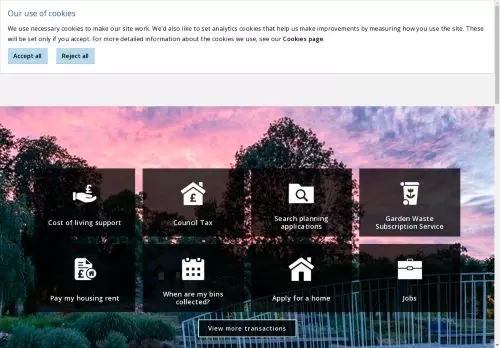 Our use of cookies
We use necessary cookies to make our site work. We'd also like to set analytics cookies that help us make improvements by measuring how you use the site. These
will be set only if you accept. For more detailed information about the cookies we use, see our Cookies page.
Accept all Reject all
Cost of living support
Council Tax
Search planning
applications
Garden Waste
Subscription Service
Pay my housing rent
When are my bins
collected?
Apply for a home
Jobs
View more transactions